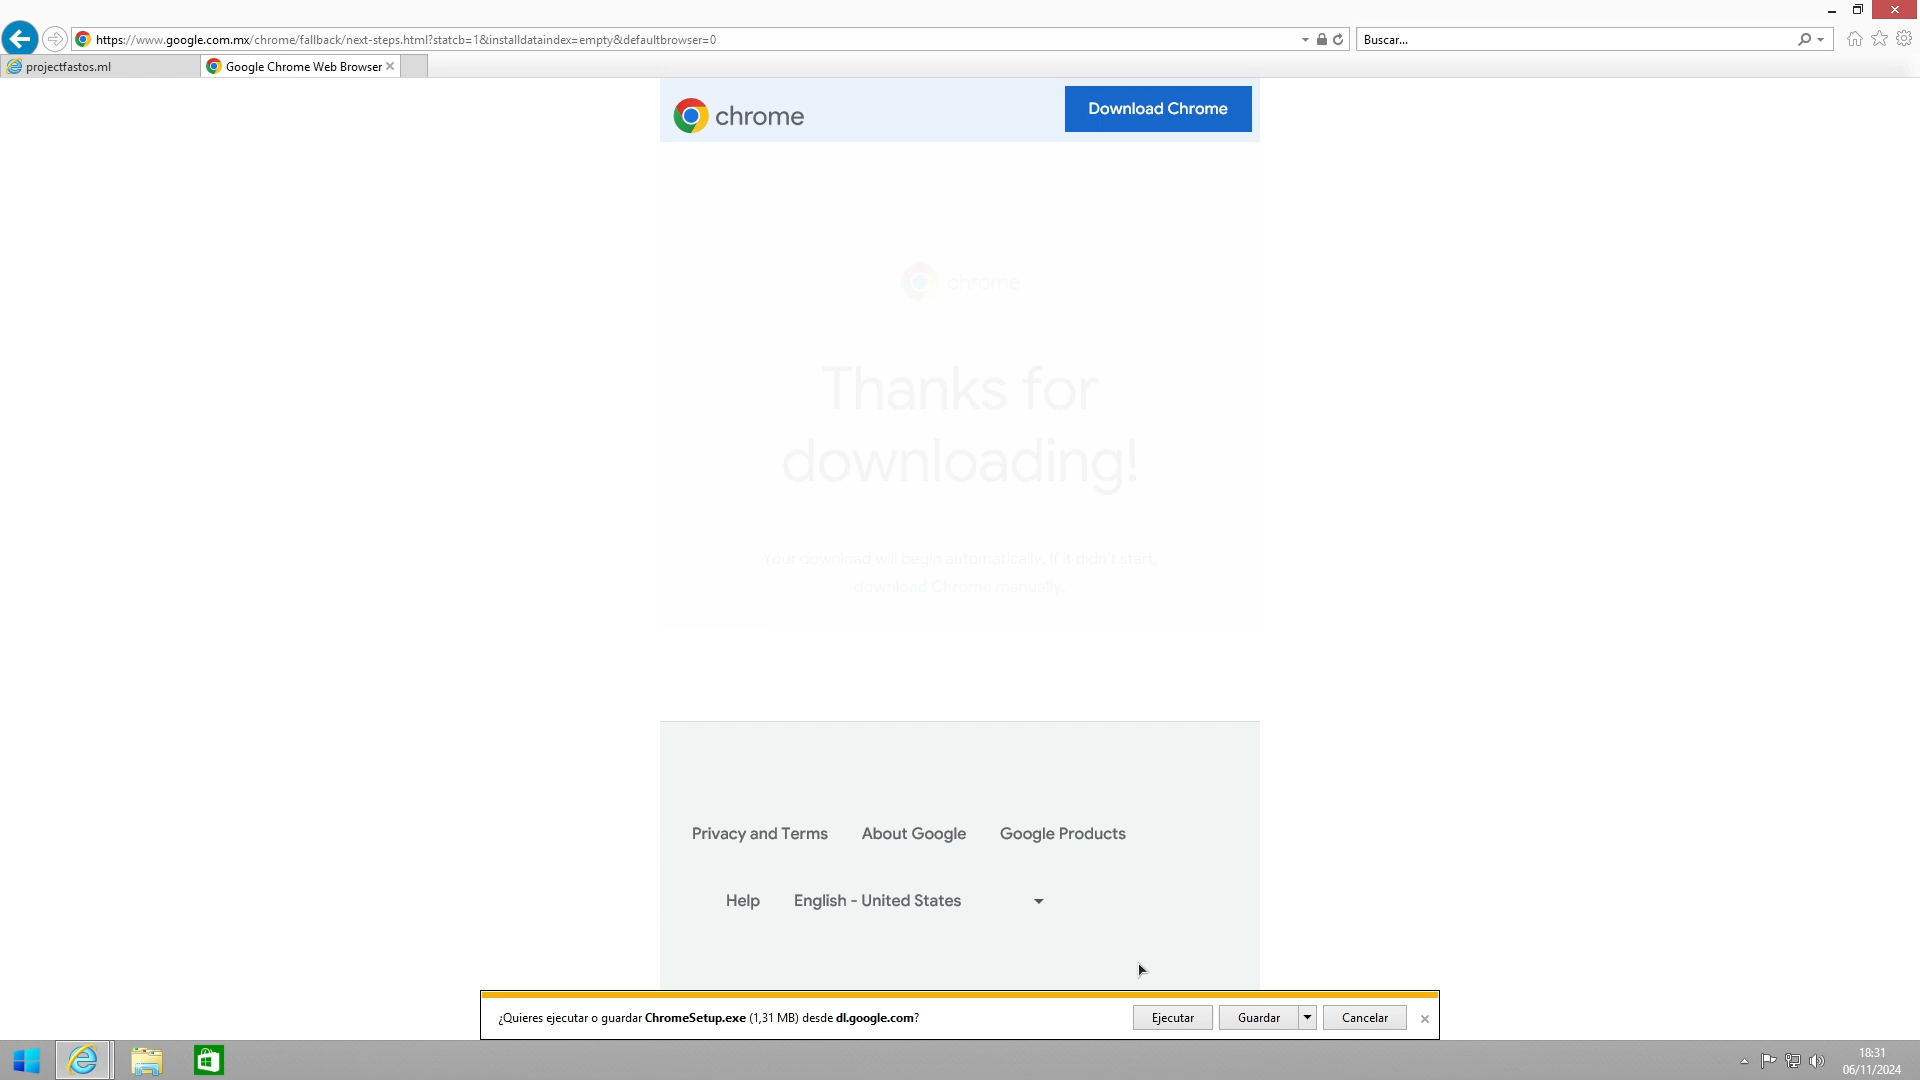 https://www.google.com.mx/chrome/fallback/next-steps.html?statcb=1&installdataindex=empty&defaultbrowser=0
Buscar...
projectfastos.ml
Google Chrome Web Browser
chrome
Download Chrome
chrome
Thanks for
downloading!
Your download will begin automatically. If it didn't start,
download Chrome manually.
Privacy and Terms
About Google
Google Products
Help
English - United States
¿Quieres ejecutar o guardar ChromeSetup.exe (1,31 MB) desde dl.google.com?
Ejecutar
Guardar
Cancelar
18:31
06/11/2024